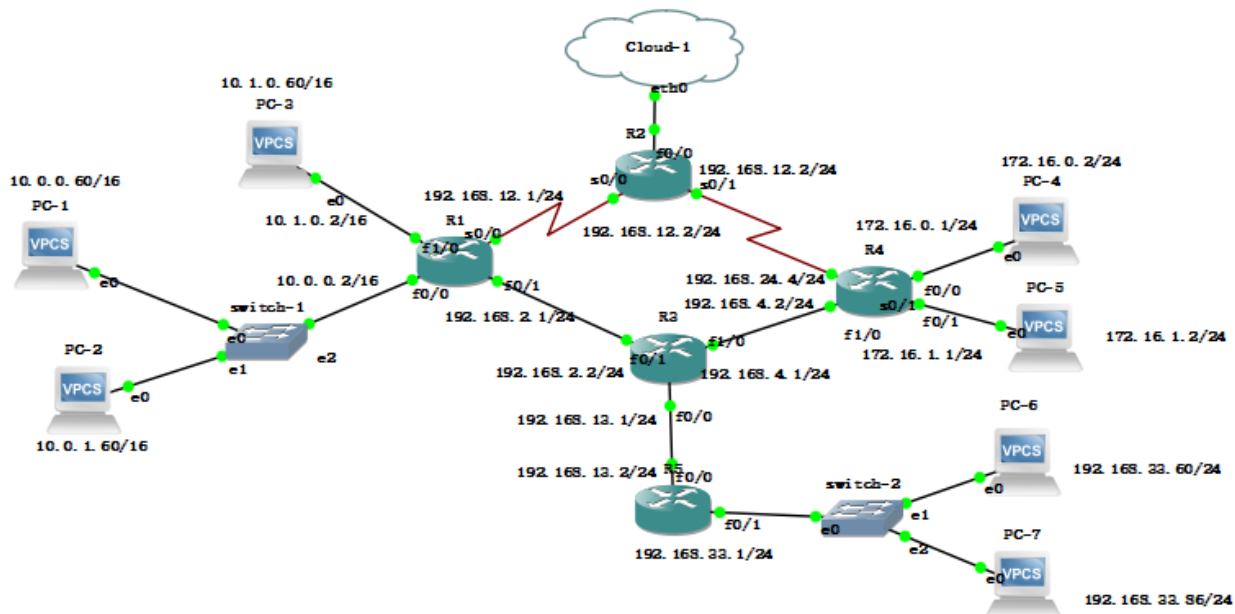 Cloud-1
eth0
10.1.0.60/16
PC-3
VPCS
e0
R2
f0/0
192.168.12.2/24
s0/0
s0/1
172.16.0.2/24
PC-4
VPCS
e0
10.0.0.60/16
PC-1
VPCS
e0
192.168.12.1/24
10.1.0.2/16
R1
s0/0
f1/0
192.168.12.2/24
172.16.0.1/24
R4
10.0.0.2/16
f0/0
f0/1
192.168.24.4/24
192.168.4.2/24
s0/1
f0/0
f0/1
PC-5
VPCS
e0
172.16.1.2/24
switch-1
e0
e1
e2
192.168.2.1/24
R3
f0/1
f1/0
f1/0
172.16.1.1/24
PC-2
VPCS
e0
10.0.1.60/16
192.168.2.2/24
192.168.4.1/24
192.168.13.1/24
f0/0
PC-6
VPCS
e0
192.168.33.60/24
192.168.13.2/24
R5
f0/0
switch-2
f0/1
e0
e1
e2
192.168.33.1/24
PC-7
VPCS
e0
192.168.33.86/24